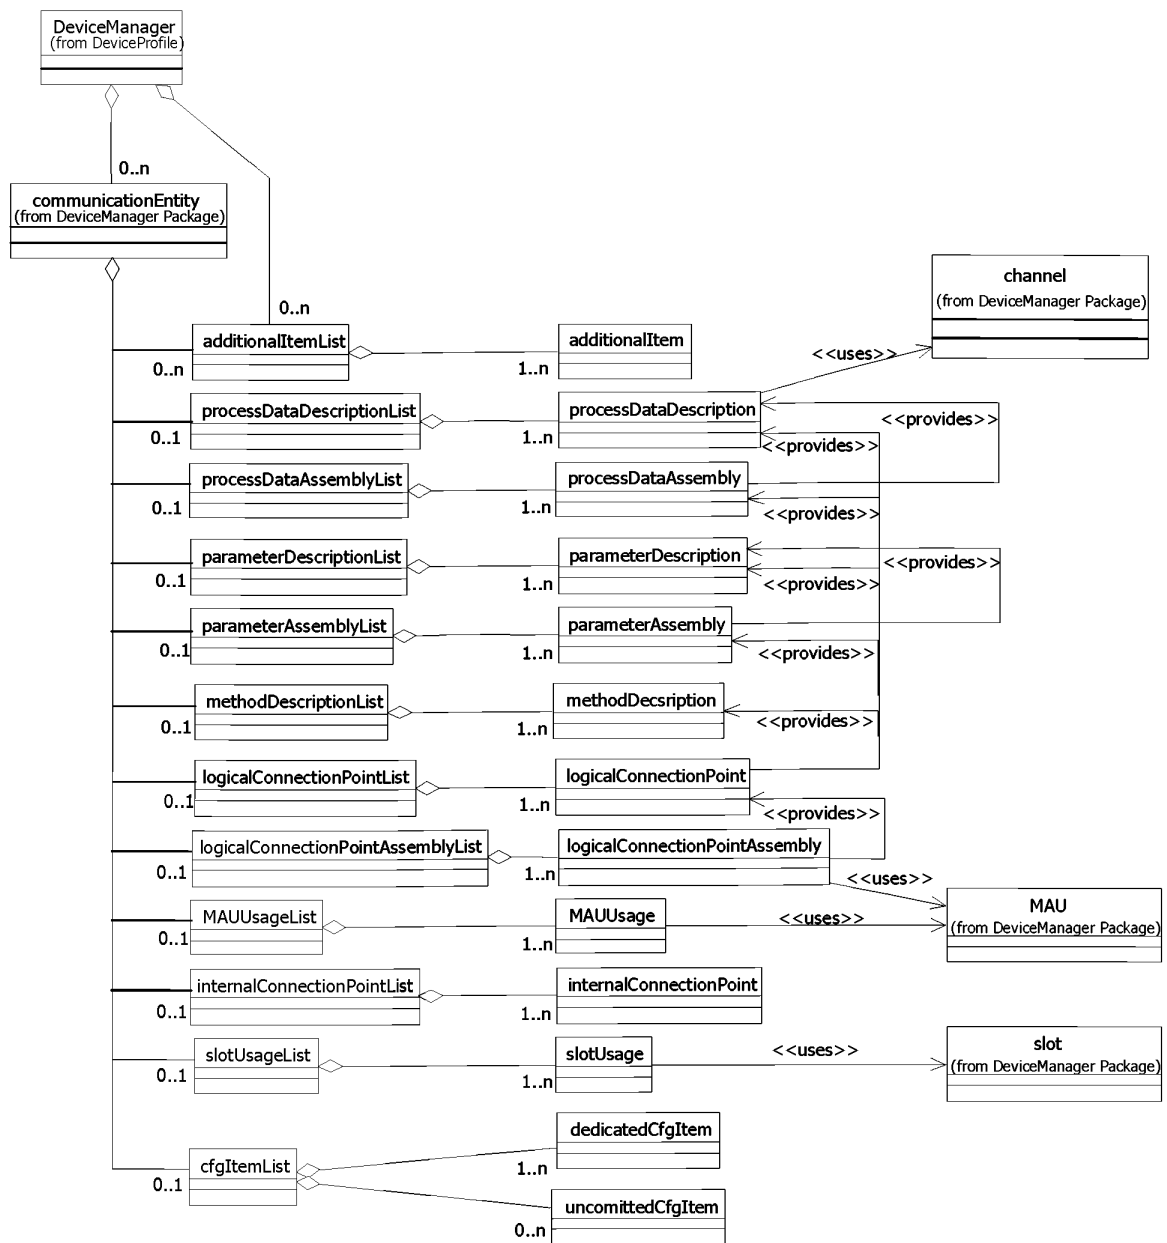 DeviceManager
(from DeviceProfile)
0..n
communicationEntity
(from DeviceManager Package)
0..n
channel
(from DeviceManager Package)
additionalItemList
0..n
additionalItem
1..n
<<uses>>
processDataDescriptionList
0..1
processDataDescription
1..n
<<provides>>
<<provides>>
processDataAssemblyList
0..1
processDataAssembly
1..n
<<provides>>
parameterDescriptionList
0..1
parameterDescription
1..n
<<provides>>
<<provides>>
parameterAssemblyList
0..1
parameterAssembly
1..n
<<provides>>
methodDescriptionList
0..1
methodDecsription
1..n
<<provides>>
logicalConnectionPointList
0..1
logicalConnectionPoint
1..n
<<provides>>
logicalConnectionPointAssemblyList
0..1
logicalConnectionPointAssembly
1..n
<<uses>>
MAUUsageList
0..1
MAUUsage
1..n
<<uses>>
MAU
(from DeviceManager Package)
internalConnectionPointList
0..1
internalConnectionPoint
1..n
slotUsageList
0..1
slotUsage
1..n
<<uses>>
slot
(from DeviceManager Package)
cfgItemList
0..1
dedicatedCfgItem
1..n
uncomittedCfgItem
0..n